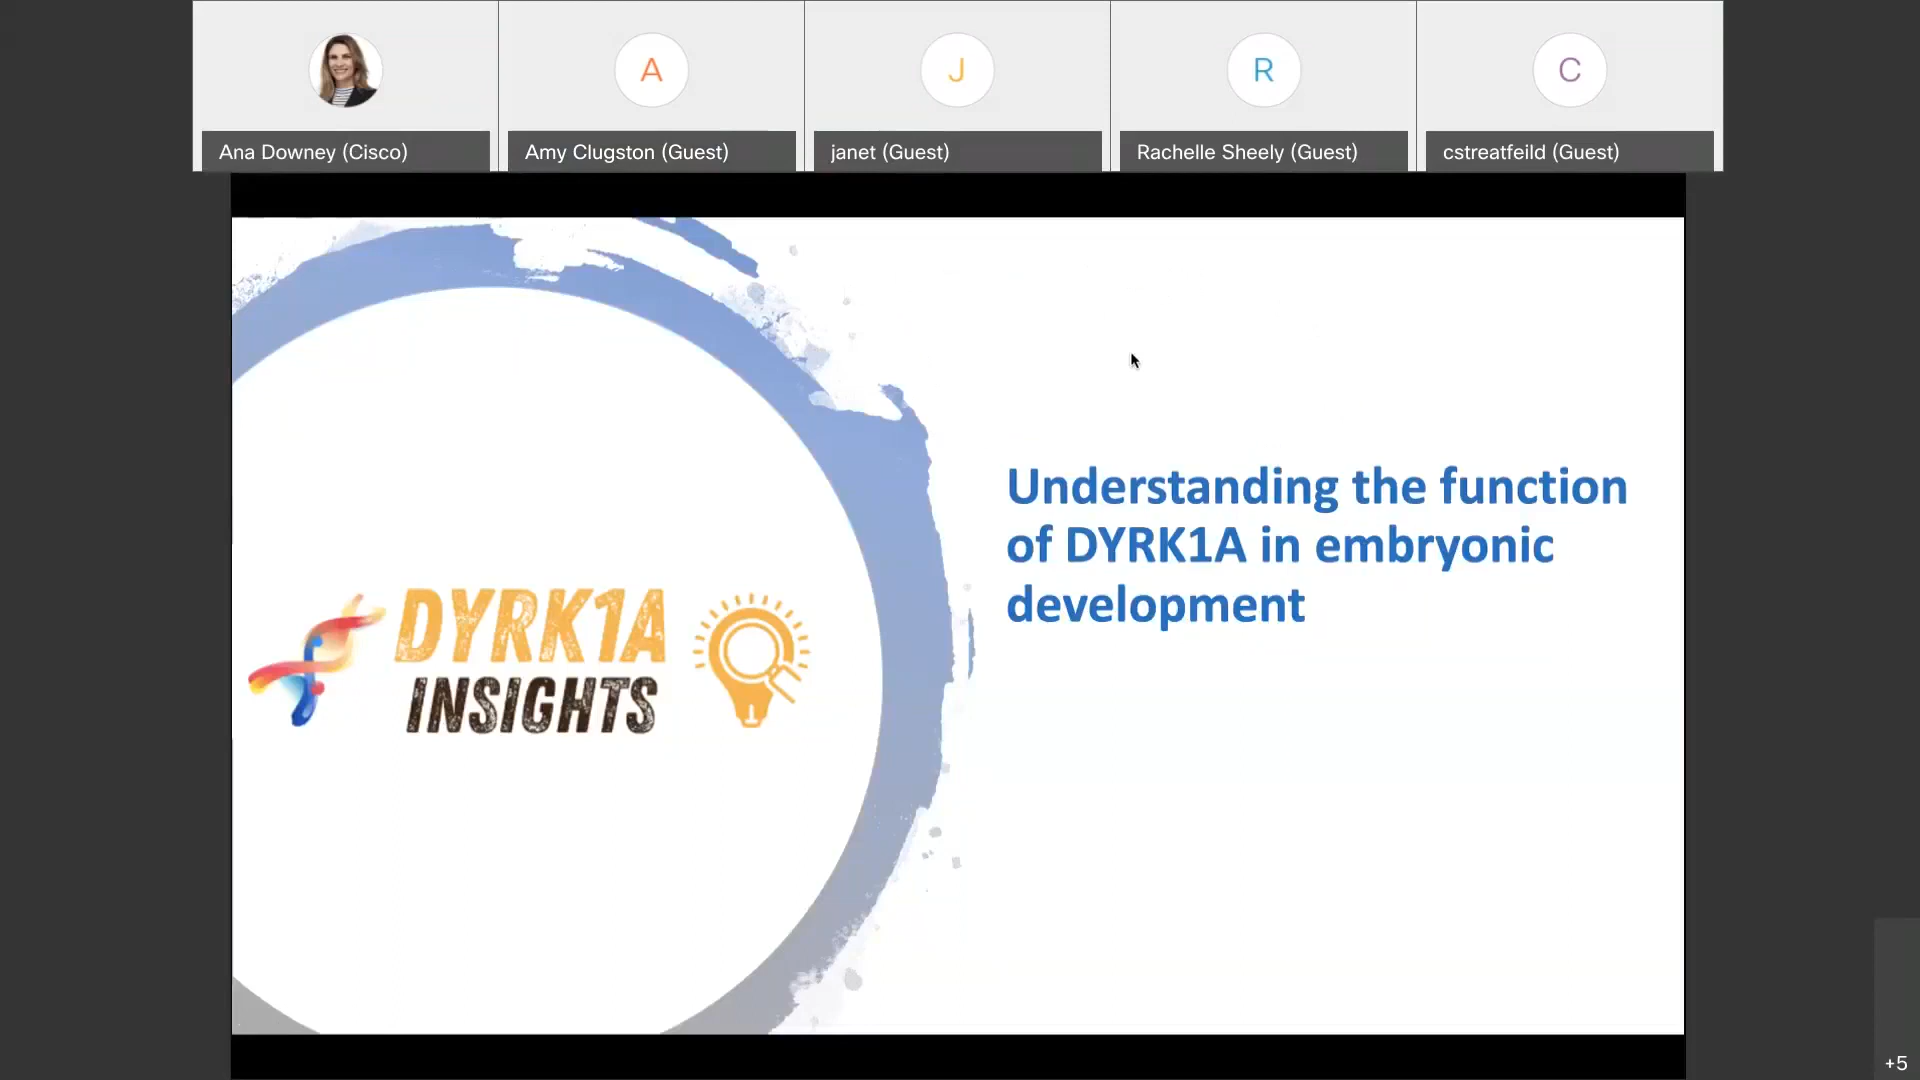 A
J
R
C
Ana Downey (Cisco)
Amy Clugston (Guest)
janet (Guest)
Rachelle Sheely (Guest)
cstreatfeild (Guest)
Understanding the function
of DYRK1A in embryonic
development
DYRK1A
INSIGHTS
+5